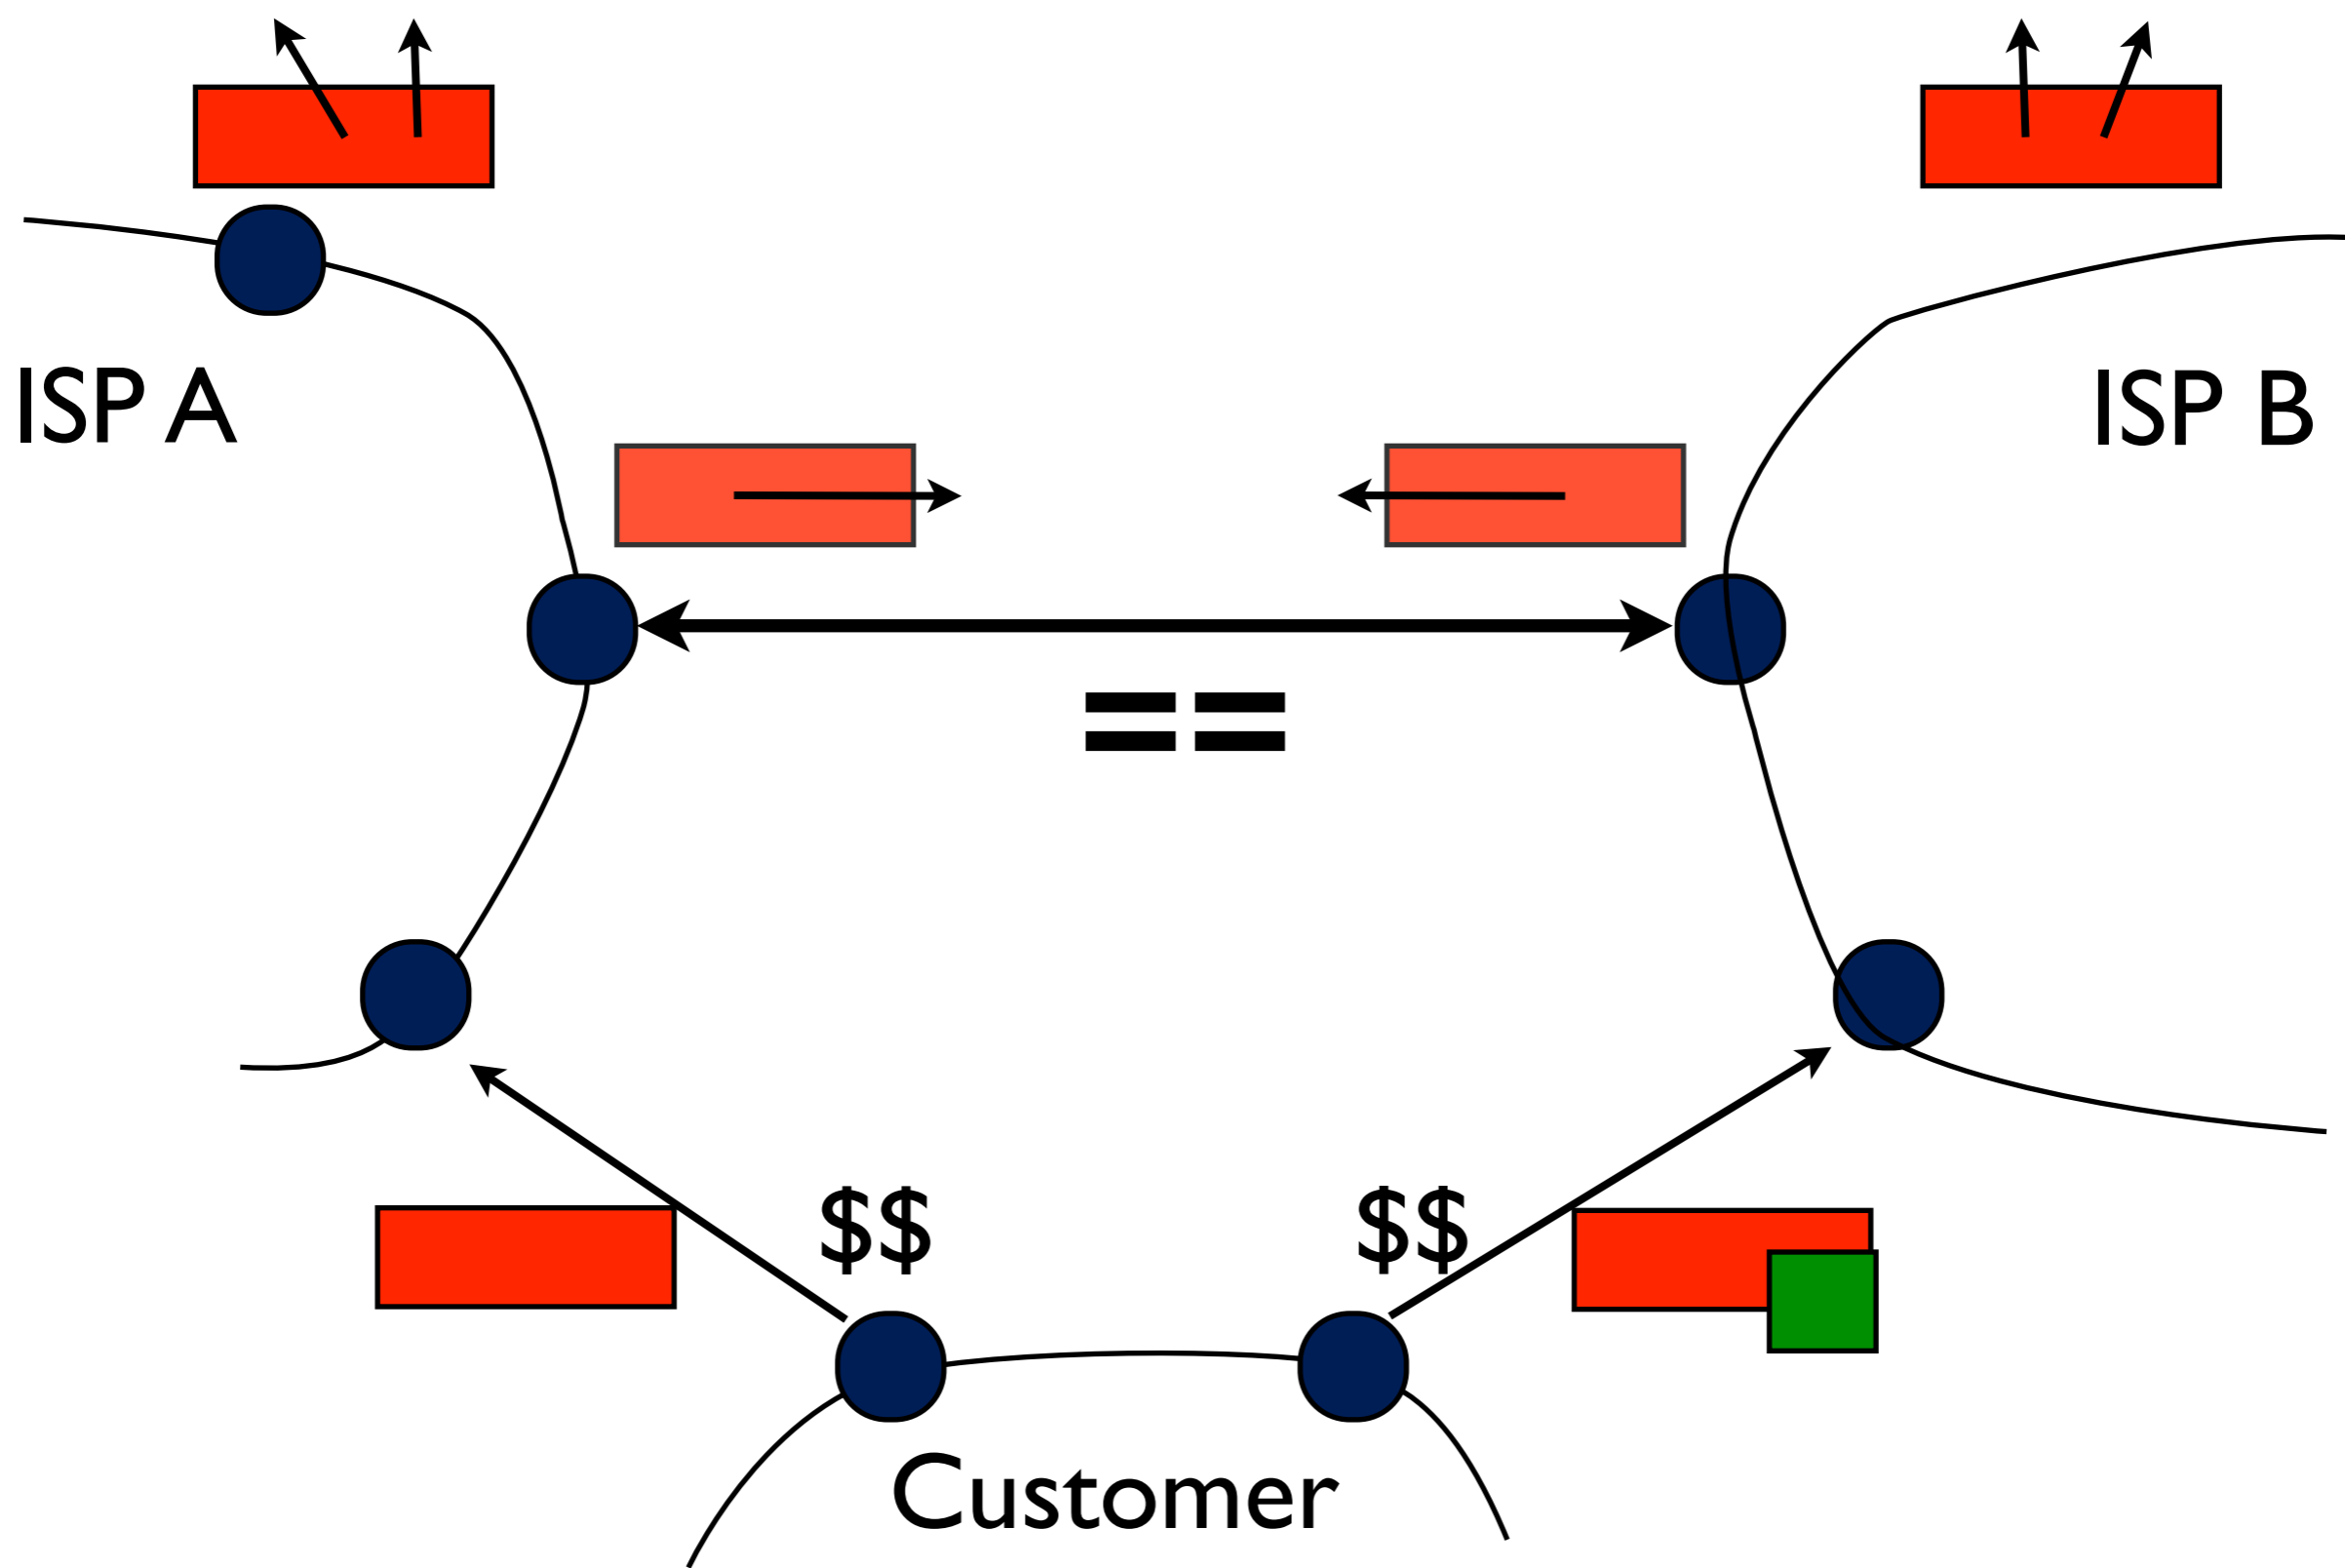 ISP A
ISP B
==
$$
$$
Customer